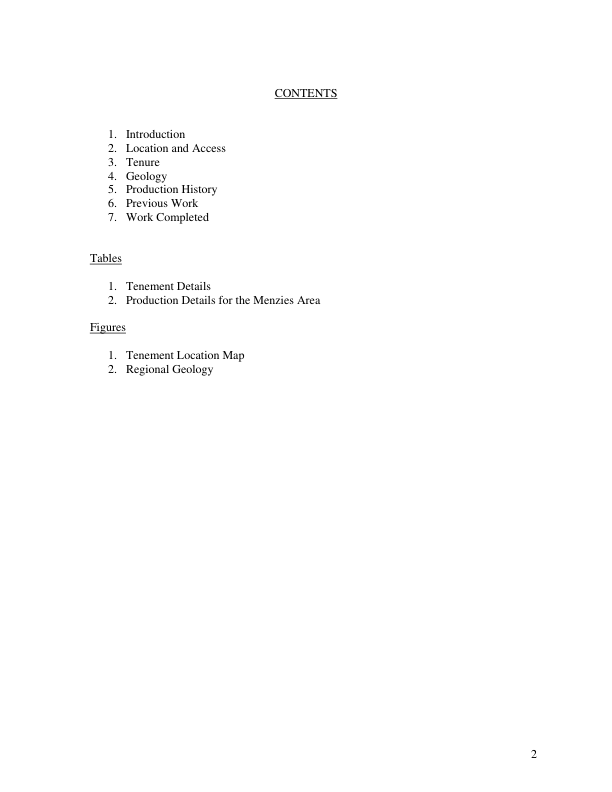 CONTENTS
1. Introduction
2. Location and Access
3. Tenure
4. Geology
5. Production History
6. Previous Work
7. Work Completed
Tables
1. Tenement Details
2. Production Details for the Menzies Area
Figures
1. Tenement Location Map
2. Regional Geology
2